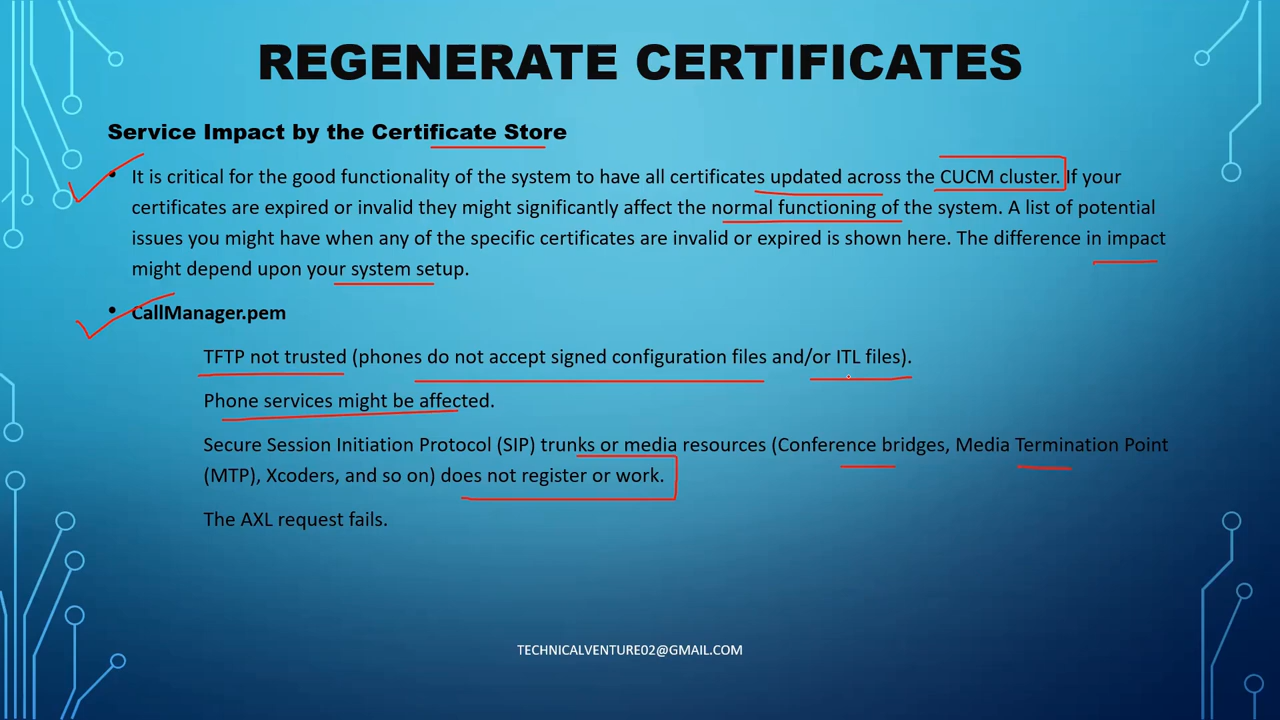 REGENERATE CERTIFICATES
Service Impact by the Certificate Store
• It is critical for the good functionality of the system to have all certificates updated across the CUCM cluster. If your
certificates are expired or invalid they might significantly affect the normal functioning of the system. A list of potential
issues you might have when any of the specific certificates are invalid or expired is shown here. The difference in impact
might depend upon your system setup.
• CallManager.pem
TFTP not trusted (phones do not accept signed configuration files and/or ITL files).
Phone services might be affected.
Secure Session Initiation Protocol (SIP) trunks or media resources (Conference bridges, Media Termination Point
(MTP), Xcoders, and so on) does not register or work.
The AXL request fails.
TECHNICALVENTURE02@GMAIL.COM